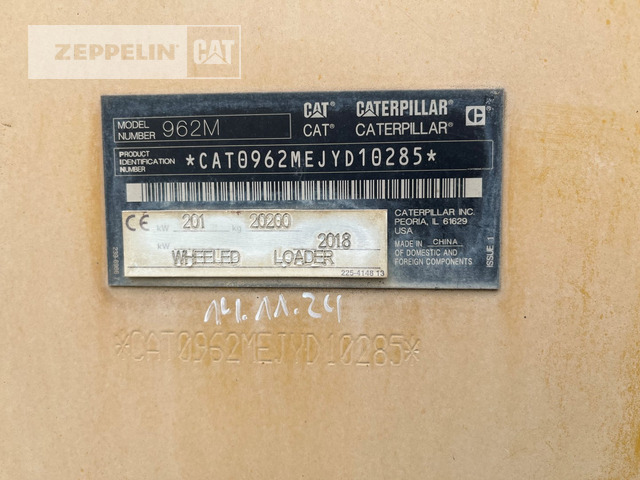 ZEPPELIN CAT
MODEL NUMBER 962M
CAT CATERPILLAR C
CAT® CATERPILLAR®
PRODUCT IDENTIFICATION NUMBER *CAT0962MEJYD10285*
CE kW 201 kg 20260
kW 2018
WHEELED LOADER
225-4148 13
CATERPILLAR INC.
PEORIA, IL 61629
USA
MADE IN CHINA
OF DOMESTIC AND
FOREIGN COMPONENTS
ISSUE 1
14.11.24
*CAT0962MEJYD10285*